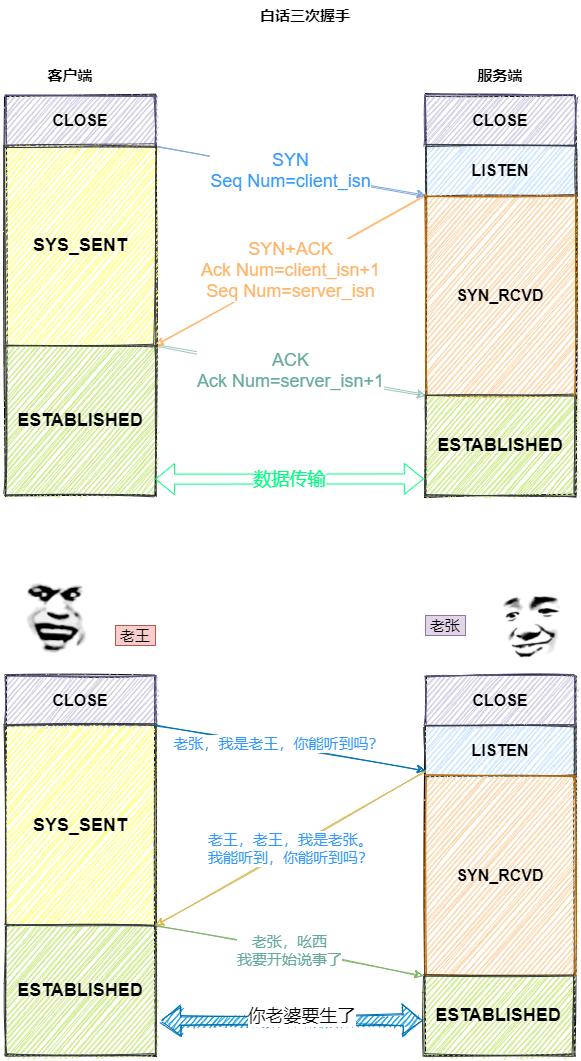 白话三次握手
客户端
服务端
CLOSE
CLOSE
SYN
Seq Num=client_isn
LISTEN
SYS_SENT
SYN+ACK
Ack Num=client_isn+1
Seq Num=server_isn
SYN_RCVD
ACK
Ack Num=server_isn+1
ESTABLISHED
ESTABLISHED
数据传输
老王
老张
CLOSE
CLOSE
老张，我是老王，你能听到吗？
LISTEN
SYS_SENT
老王，老王，我是老张。
我能听到，你能听到吗？
SYN_RCVD
老张，吆西
我要开始说事了
ESTABLISHED
你老婆要生了
ESTABLISHED